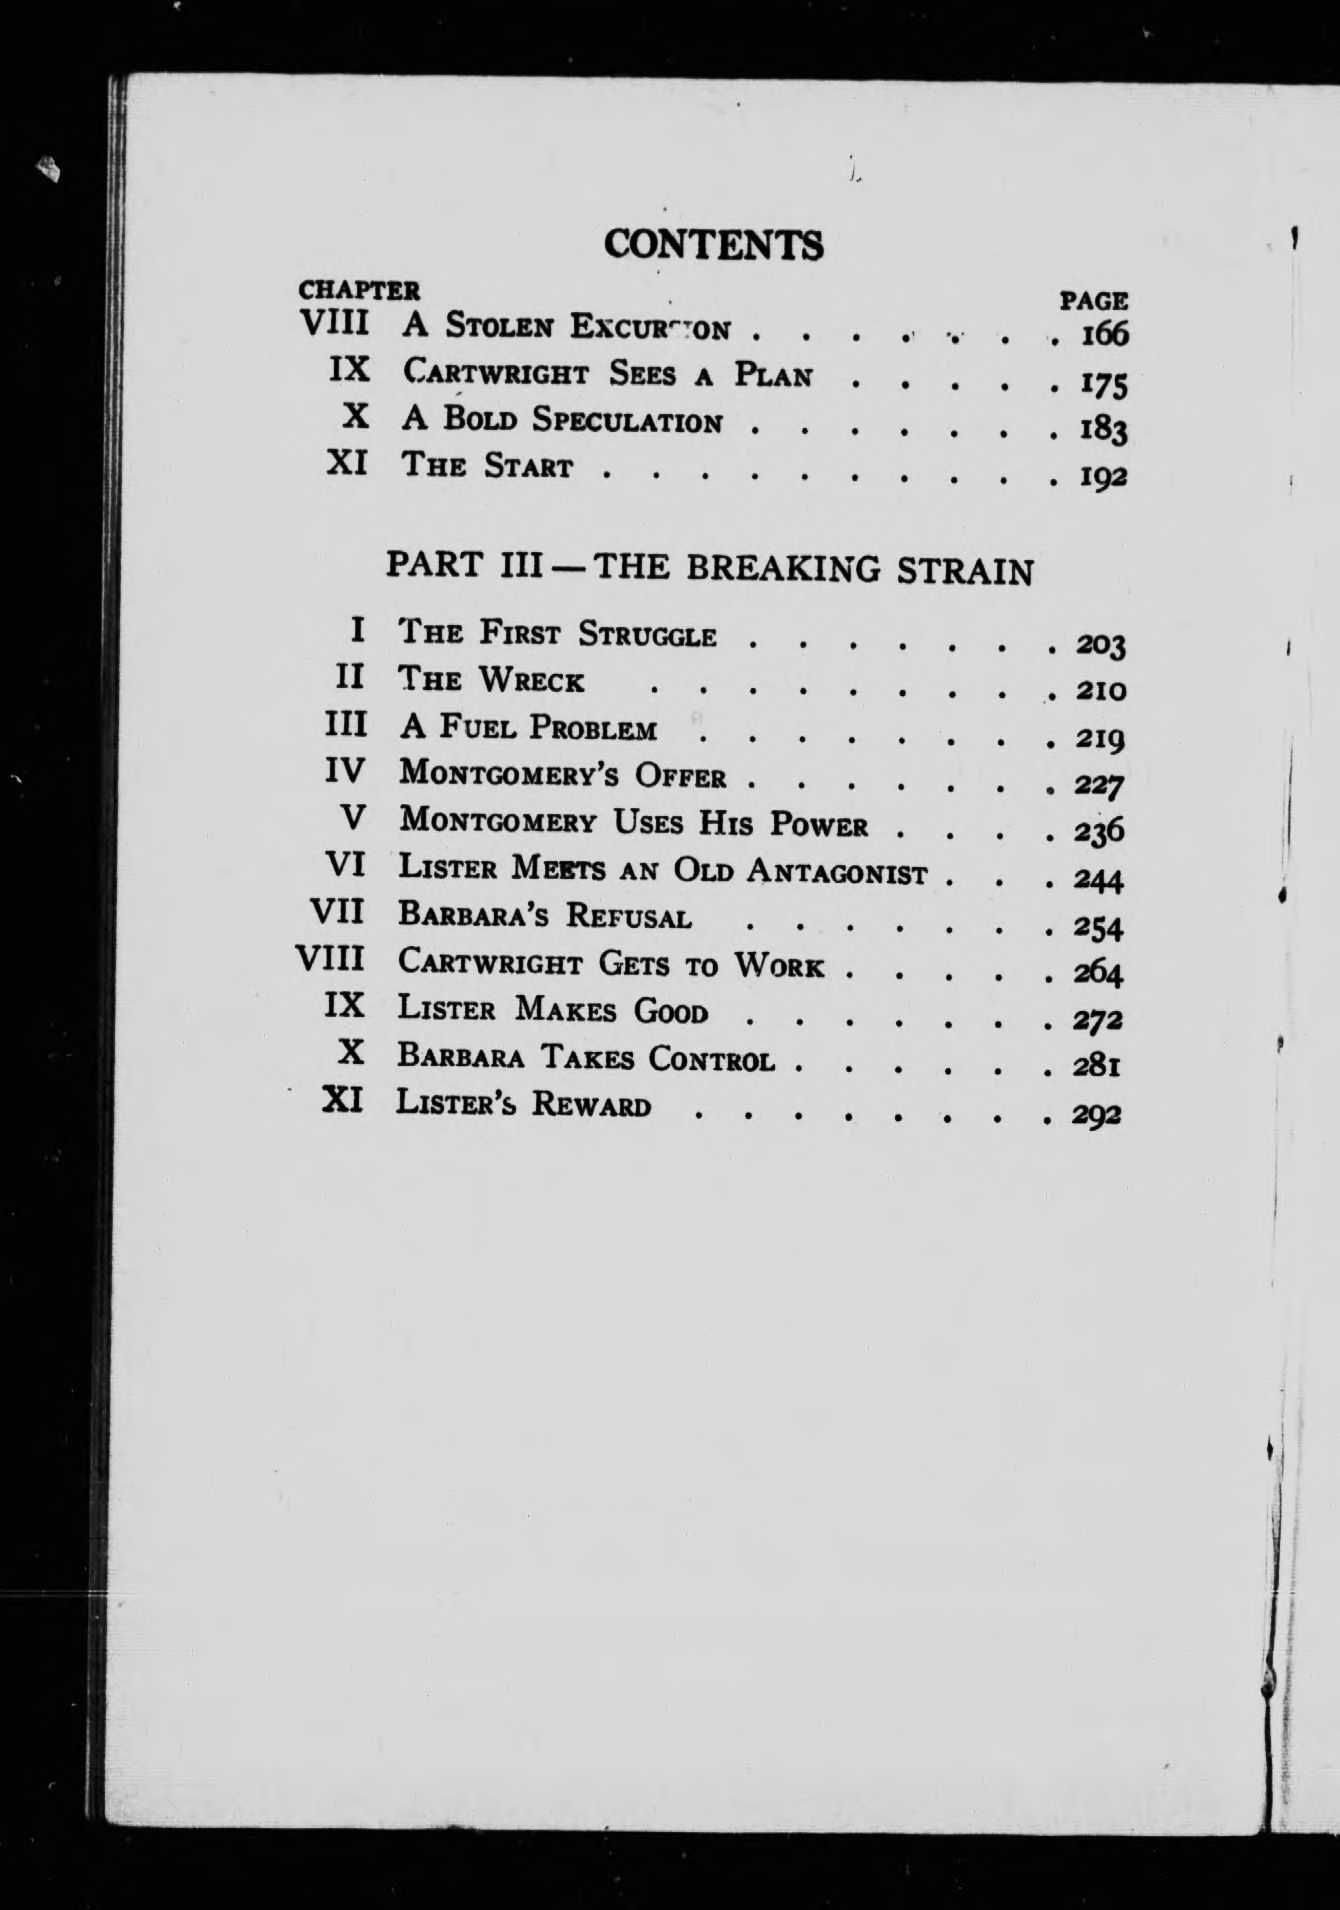 CONTENTS
CHAPTER PAGE
VIII A Stolen Excursion . . . . . . . 166
IX Cartwright Sees a Plan . . . . . 175
X A Bold Speculation . . . . . . . 183
XI The Start . . . . . . . . . . 192
PART III — THE BREAKING STRAIN
I The First Struggle . . . . . . . 203
II The Wreck . . . . . . . . . 210
III A Fuel Problem . . . . . . . . 219
IV Montgomery's Offer . . . . . . . 227
V Montgomery Uses His Power . . . . 236
VI Lister Meets an Old Antagonist . . . 244
VII Barbara's Refusal . . . . . . . 254
VIII Cartwright Gets to Work . . . . . 264
IX Lister Makes Good . . . . . . . 272
X Barbara Takes Control . . . . . . 281
XI Lister's Reward . . . . . . . . 292